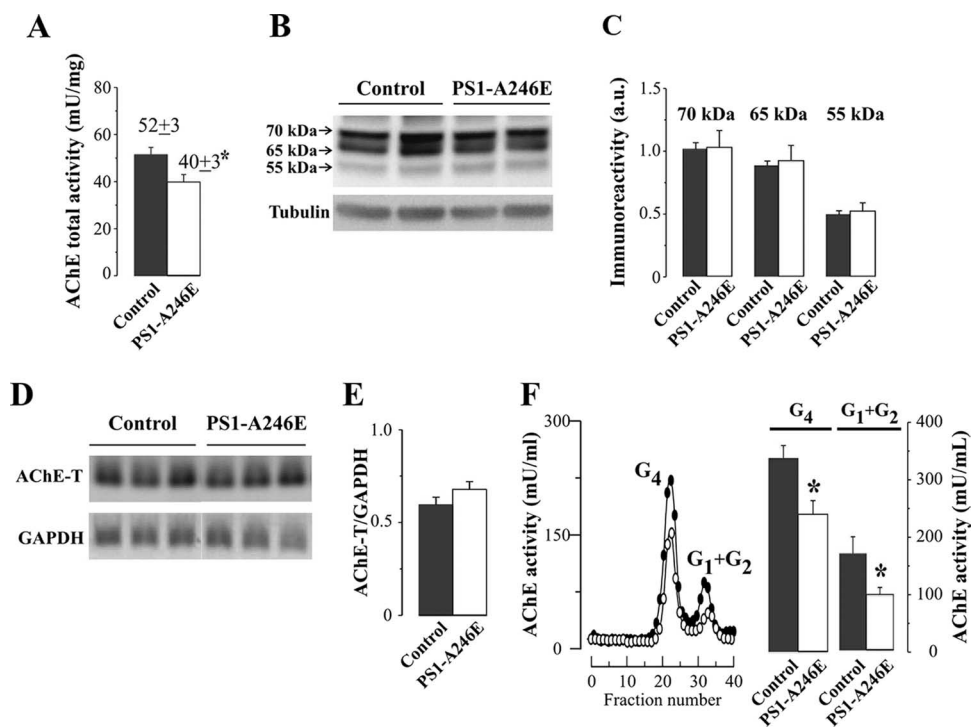 A
AChE total activity (mU/mg)
80
60
40
20
0
52±3
40±3*
Control
PS1-A246E
B
Control PS1-A246E
70 kDa→
65 kDa→
55 kDa→
Tubulin
C
Immunoreactivity (a.u.)
1.5
1.0
0.5
0
70 kDa 65 kDa 55 kDa
Control
PS1-A246E
Control
PS1-A246E
Control
PS1-A246E
D
Control PS1-A246E
AChE-T
GAPDH
E
AChE-T/GAPDH
1.0
0.5
0
Control
PS1-A246E
F
AChE activity (mU/ml)
300
150
0
G4
G1+G2
0 10 20 30 40
Fraction number
G4 G1+G2
*
*
400
300
200
100
0
AChE activity (mU/mL)
Control
PS1-A246E
Control
PS1-A246E